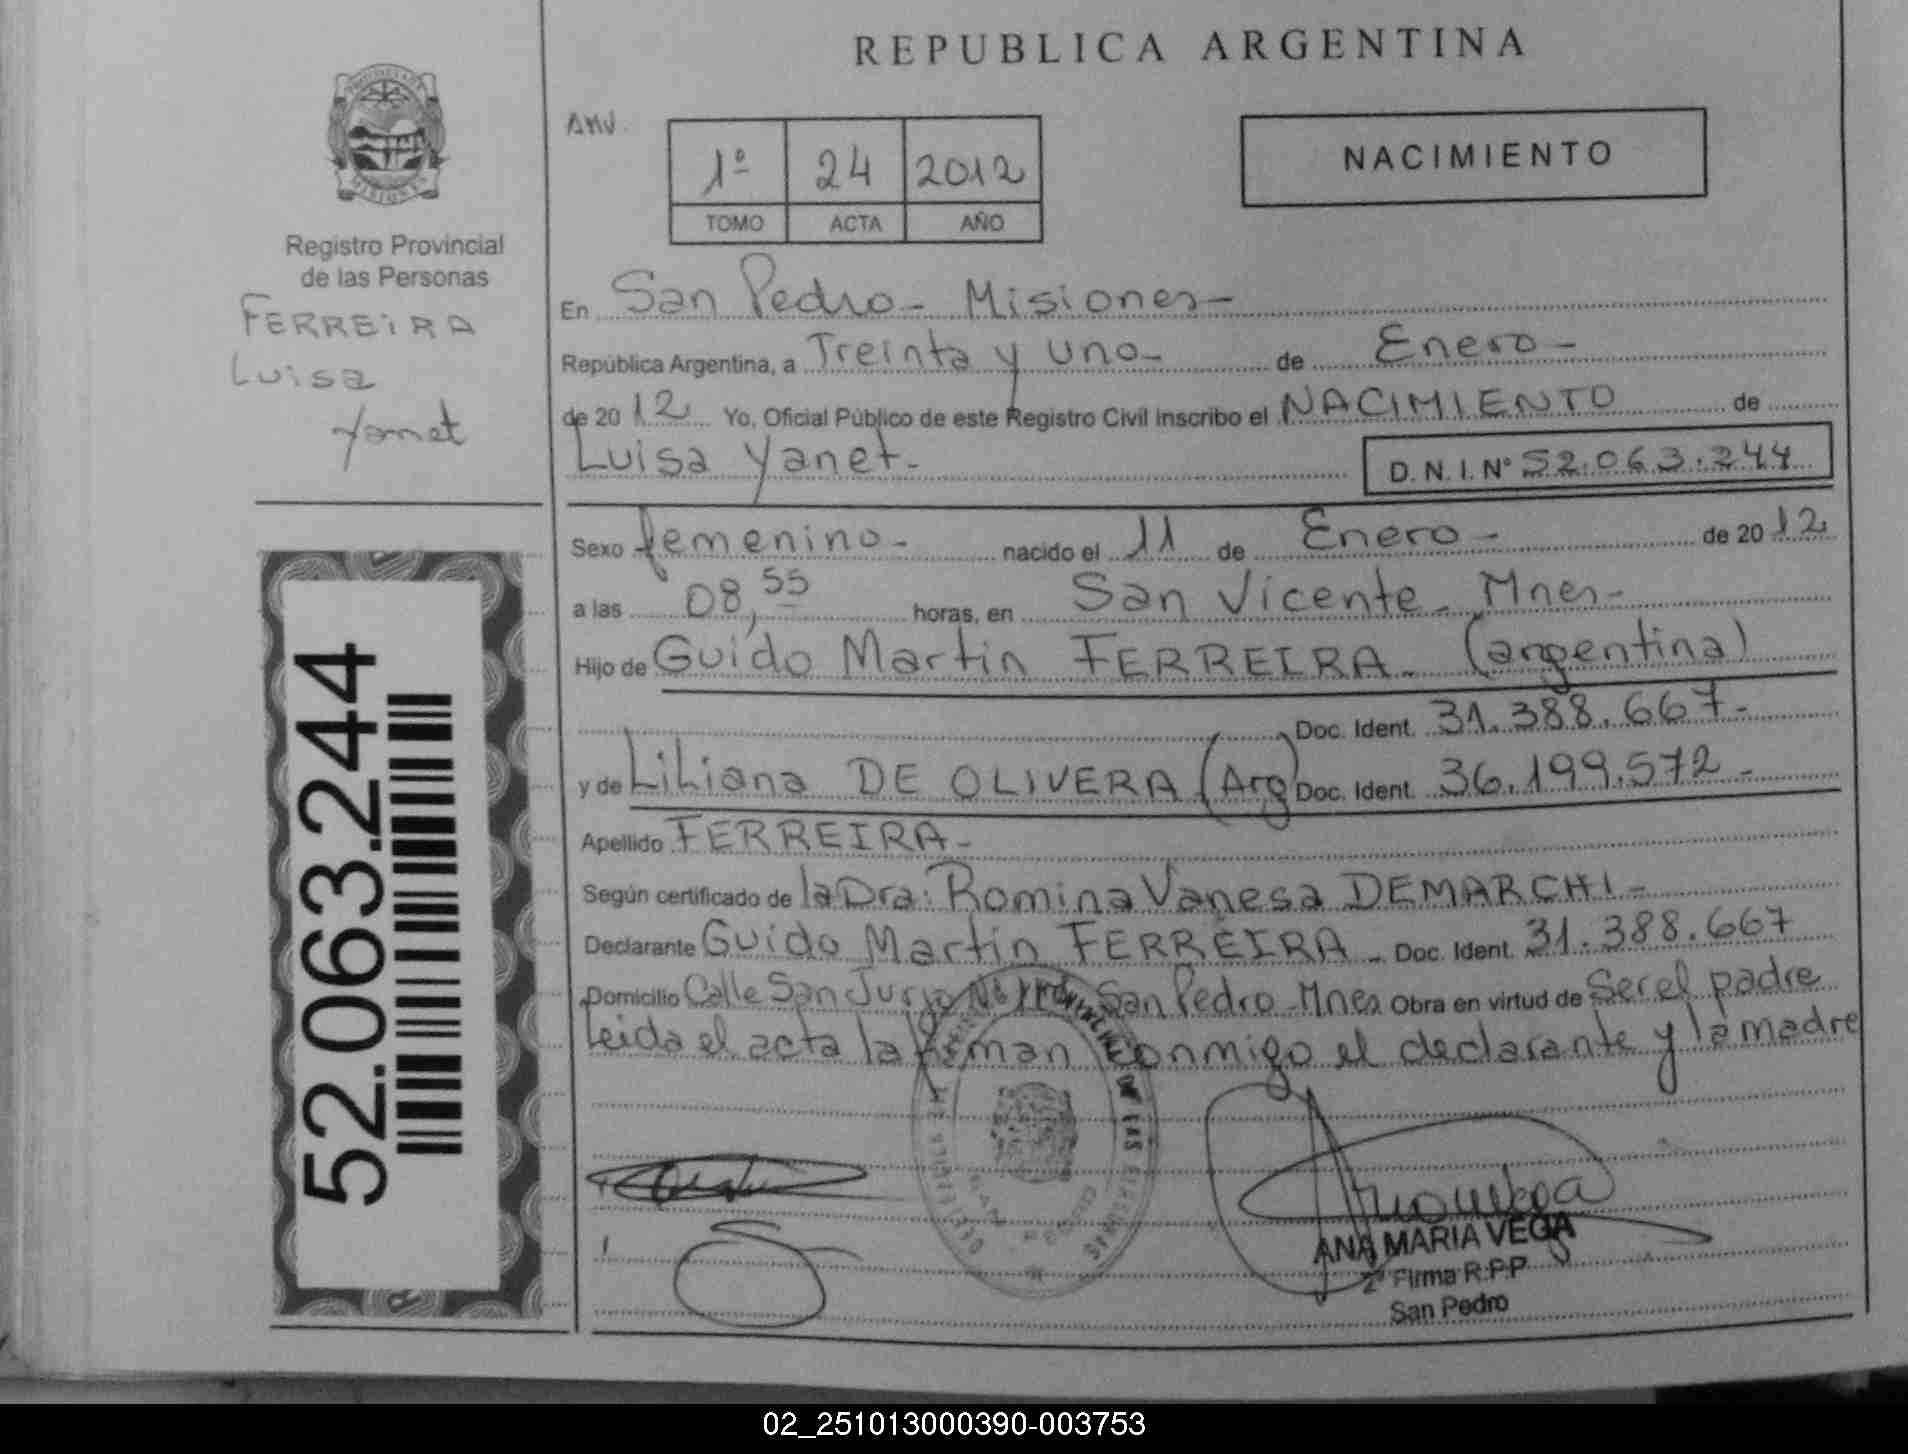 REPUBLICA ARGENTINA
AMV.
1º 24 2012
TOMO ACTA AÑO
NACIMIENTO
MISIONES
Registro Provincial
de las Personas
FERREIRA
Luisa
Yanet
En San Pedro - Misiones -
República Argentina, a Treinta y uno - de Enero -
de 20 12 Yo, Oficial Público de este Registro Civil inscribo el NACIMIENTO de
Luisa Yanet - D. N. I. Nº 52.063.244
Sexo femenino - nacido el 11 de Enero - de 20 12
a las 08,55 horas, en San Vicente - Mnes -
Hijo de Guido Martin FERREIRA - (argentina)
Doc. Ident. 31.388.667 -
y de Liliana DE OLIVERA (Arg) Doc. Ident. 36.199.572 -
Apellido FERREIRA -
Según certificado de la Dra: Romina Vanesa DEMARCHI -
Declarante Guido Martin FERREIRA - Doc. Ident. 31.388.667
Domicilio Calle San Jurjo San Pedro - Mnes Obra en virtud de Ser el padre
Leida el acta la firman conmigo el declarante y la madre
52.063.244
ANA MARIA VEGA
2º Firma R.P.P
San Pedro
02_251013000390-003753